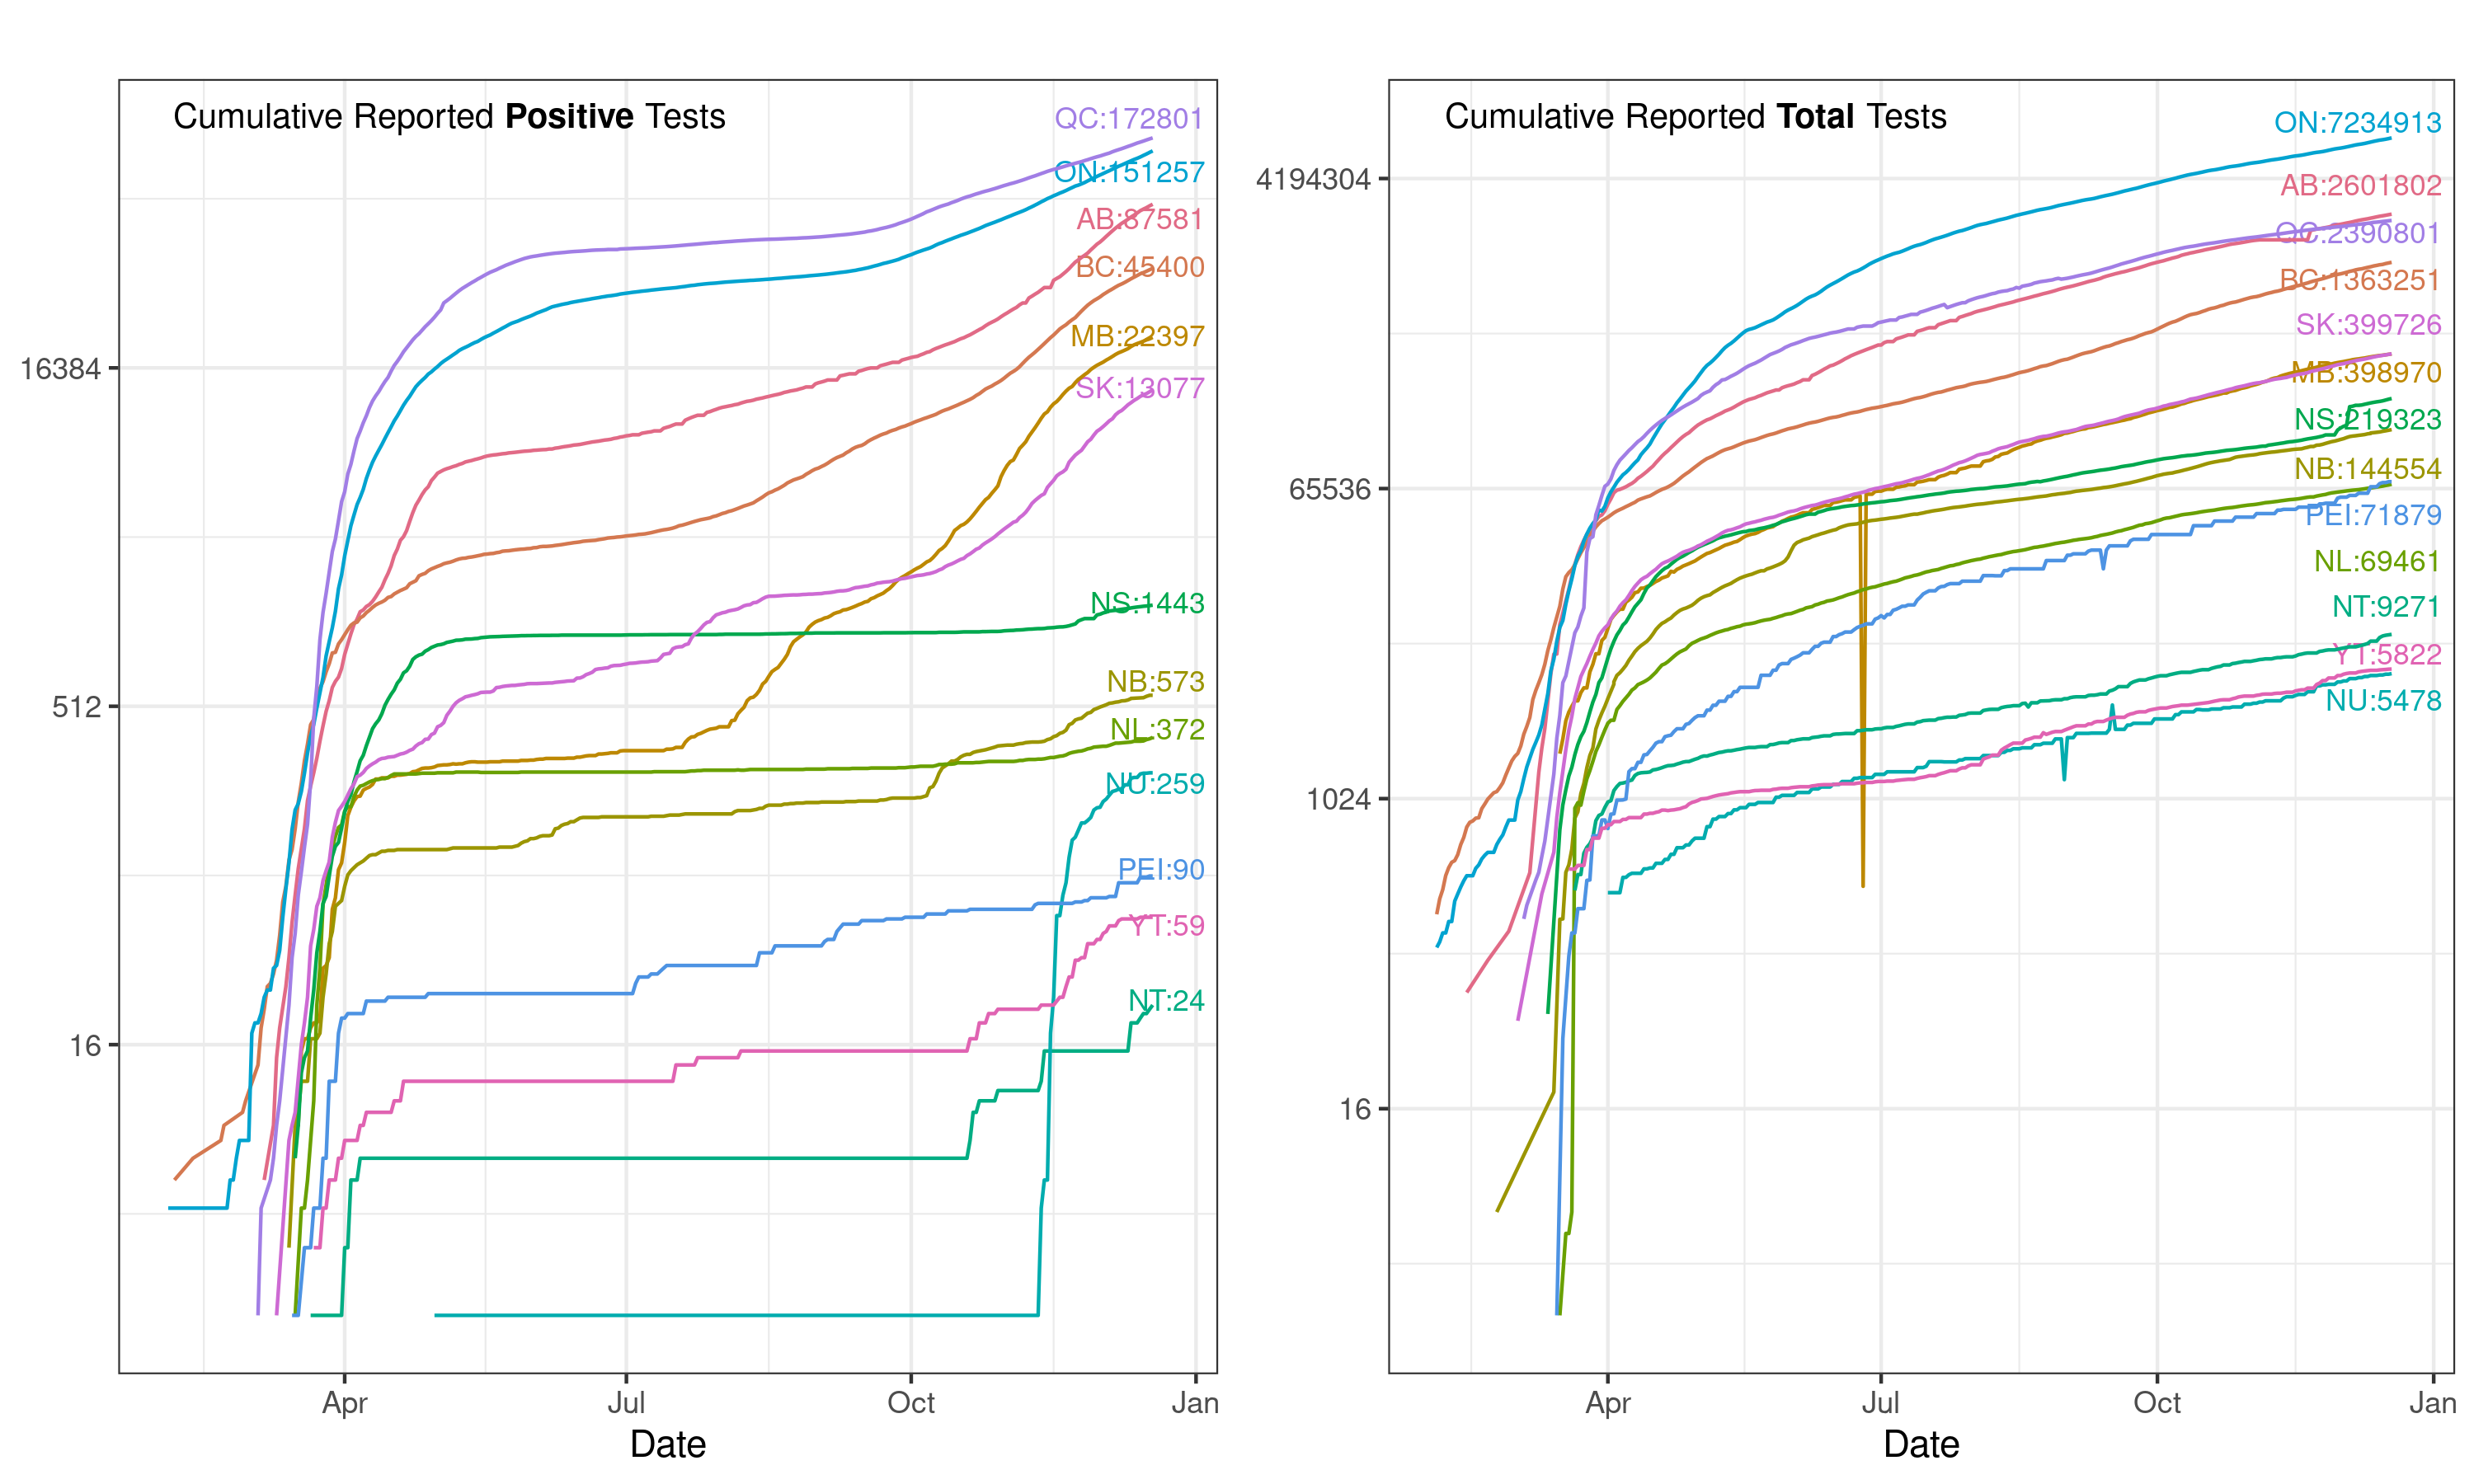 Cumulative Reported Positive Tests
QC:172801
ON:151257
AB:87581
BC:45400
MB:22397
SK:13077
NS:1443
NB:573
NL:372
NU:259
PEI:90
YT:59
NT:24
16384
512
16
Apr
Jul
Oct
Jan
Date
Cumulative Reported Total Tests
ON:7234913
AB:2601802
QC:2390801
BC:1363251
SK:399726
MB:398970
NS:219323
NB:144554
PEI:71879
NL:69461
NT:9271
YT:5822
NU:5478
4194304
65536
1024
16
Apr
Jul
Oct
Jan
Date